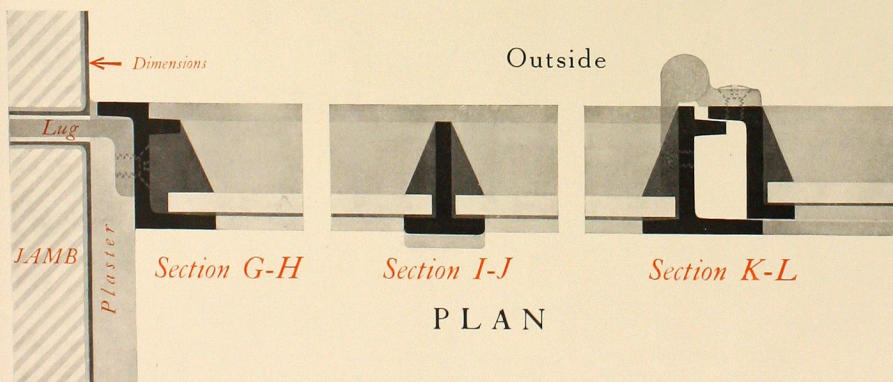 Outside
Dimensions
Lug
JAMB
Plaster
Section G-H
Section I-J
Section K-L
PLAN